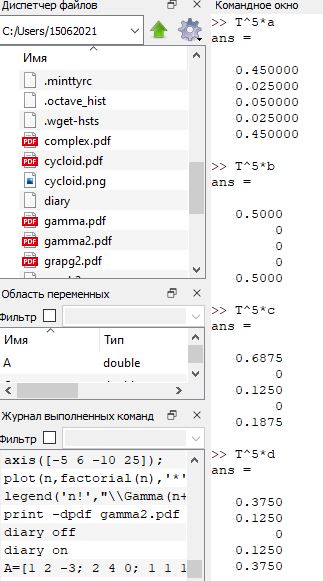 Диспетчер файлов
C:/Users/15062021
Имя
.minttyrc
.octave_hist
.wget-hsts
complex.pdf
cycloid.pdf
cycloid.png
diary
gamma.pdf
gamma2.pdf
grapg2.pdf
Область переменных
Фильтр
Имя Тип
A double
Журнал выполненных команд
Фильтр
axis([-5 6 -10 25]);
plot(n,factorial(n),'*'
legend('n!',"\\Gamma(n+
print -dpdf gamma2.pdf
diary off
diary on
A=[1 2 -3; 2 4 0; 1 1 1
Командное окно
>> T^5*a
ans =
0.450000
0.025000
0.050000
0.025000
0.450000
>> T^5*b
ans =
0.5000
0
0
0
0.5000
>> T^5*c
ans =
0.6875
0
0.1250
0
0.1875
>> T^5*d
ans =
0.3750
0.1250
0
0.1250
0.3750